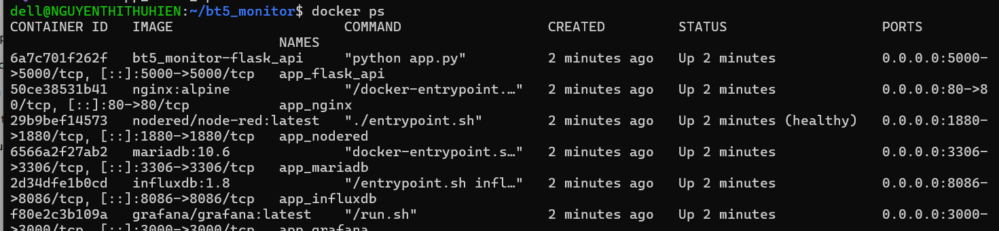 dell@NGUYENTHITHUHIEN:~/bt5_monitor$ docker ps
CONTAINER ID   IMAGE                     COMMAND                  CREATED         STATUS                   PORTS
                                 NAMES
6a7c701f262f   bt5_monitor-flask_api     "python app.py"          2 minutes ago   Up 2 minutes             0.0.0.0:5000-
>5000/tcp, [::]:5000->5000/tcp   app_flask_api
50ce38531b41   nginx:alpine              "/docker-entrypoint.…"   2 minutes ago   Up 2 minutes             0.0.0.0:80->8
0/tcp, [::]:80->80/tcp           app_nginx
29b9bef14573   nodered/node-red:latest   "./entrypoint.sh"        2 minutes ago   Up 2 minutes (healthy)   0.0.0.0:1880-
>1880/tcp, [::]:1880->1880/tcp   app_nodered
6566a2f27ab2   mariadb:10.6              "docker-entrypoint.s…"   2 minutes ago   Up 2 minutes             0.0.0.0:3306-
>3306/tcp, [::]:3306->3306/tcp   app_mariadb
2d34dfe1b0cd   influxdb:1.8              "/entrypoint.sh infl…"   2 minutes ago   Up 2 minutes             0.0.0.0:8086-
>8086/tcp, [::]:8086->8086/tcp   app_influxdb
f80e2c3b109a   grafana/grafana:latest    "/run.sh"                2 minutes ago   Up 2 minutes             0.0.0.0:3000-
>3000/tcp, [::]:3000->3000/tcp   app_grafana